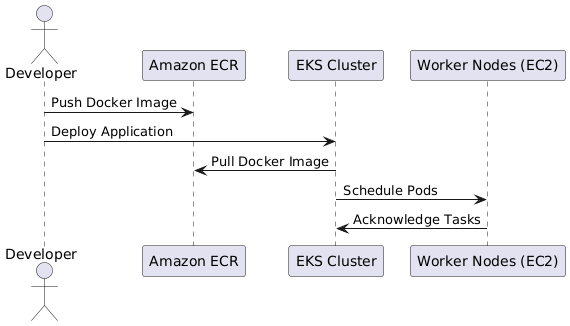 Developer
Amazon ECR
EKS Cluster
Worker Nodes (EC2)
Push Docker Image
Deploy Application
Pull Docker Image
Schedule Pods
Acknowledge Tasks
Developer
Amazon ECR
EKS Cluster
Worker Nodes (EC2)